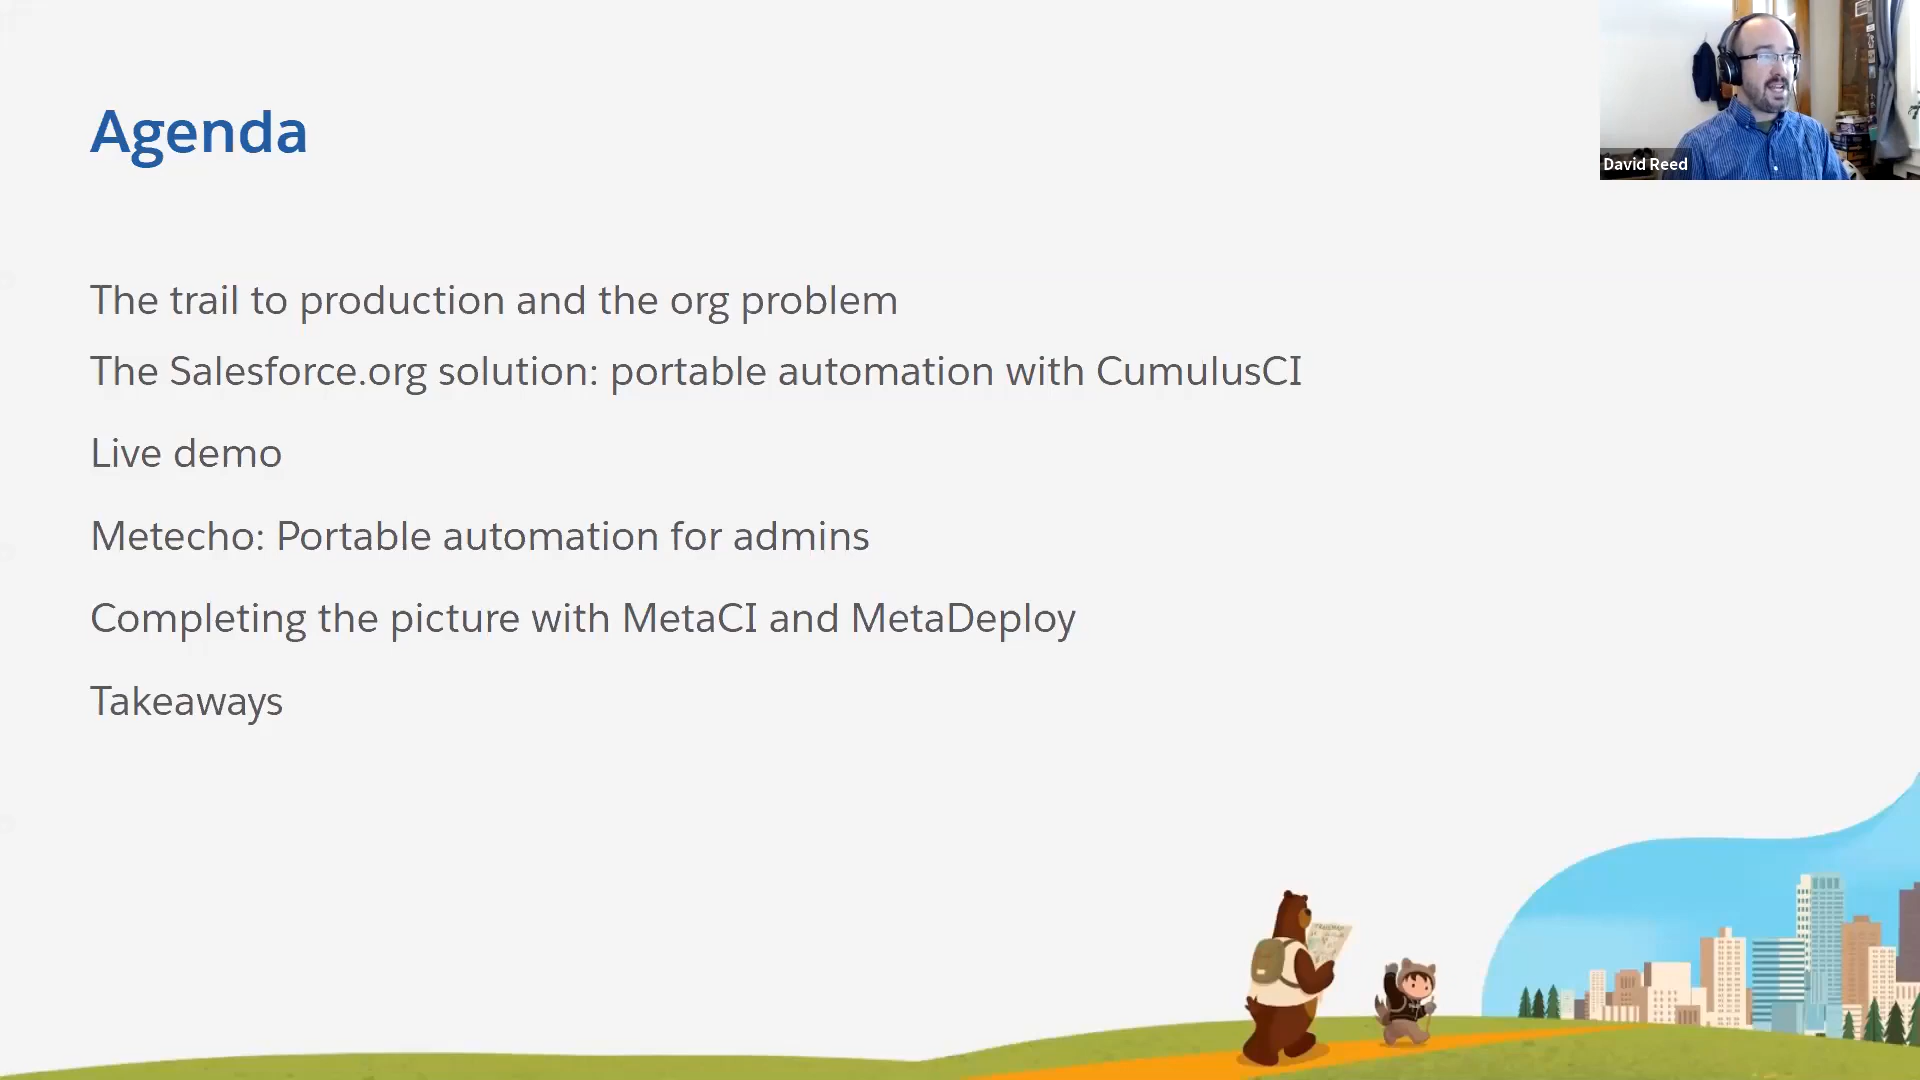 Agenda
David Reed
The trail to production and the org problem
The Salesforce.org solution: portable automation with CumulusCI
Live demo
Metecho: Portable automation for admins
Completing the picture with MetaCI and MetaDeploy
Takeaways